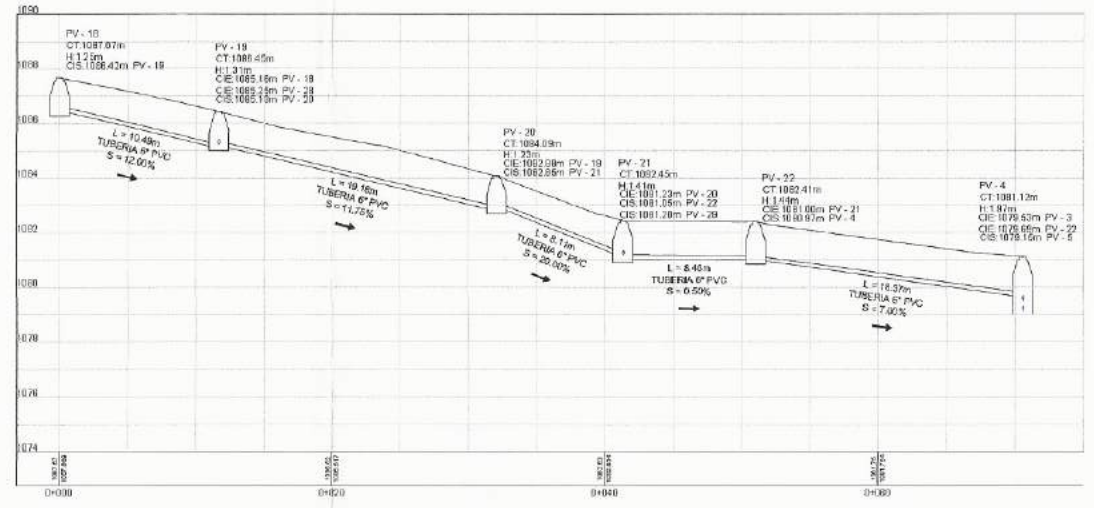 1090
1088
1086
1084
1082
1080
1078
1076
1074
PV - 18
CT:1087.67m
H:1.25m
CIS:1086.42m PV - 19
PV - 19
CT:1086.45m
H:1.31m
CIE:1085.16m PV - 18
CIE:1085.25m PV - 28
CIS:1085.10m PV - 20
PV - 20
CT:1084.09m
H:1.23m
CIE:1082.88m PV - 19
CIS:1082.85m PV - 21
PV - 21
CT:1082.45m
H:1.41m
CIE:1081.23m PV - 20
CIS:1081.05m PV - 22
CIS:1081.20m PV - 29
PV - 22
CT:1082.41m
H:1.44m
CIE:1081.00m PV - 21
CIS:1080.97m PV - 4
PV - 4
CT:1081.12m
H:1.97m
CIE:1079.53m PV - 3
CIE:1079.69m PV - 22
CIS:1079.15m PV - 5
L = 10.49m
TUBERIA 6" PVC
S = 12.00%
L = 19.16m
TUBERIA 6" PVC
S = 11.75%
L = 8.11m
TUBERIA 6" PVC
S = 20.00%
L = 8.48m
TUBERIA 6" PVC
S = 0.50%
L = 18.37m
TUBERIA 6" PVC
S = 7.00%
0+000
0+020
0+040
0+060